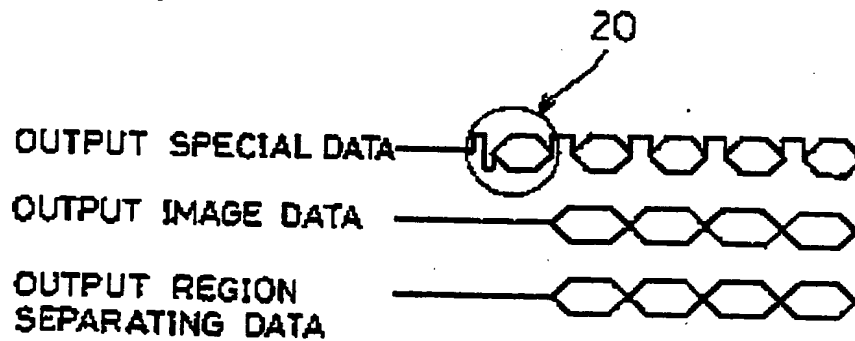 20
OUTPUT SPECIAL DATA
OUTPUT IMAGE DATA
OUTPUT REGION
SEPARATING DATA